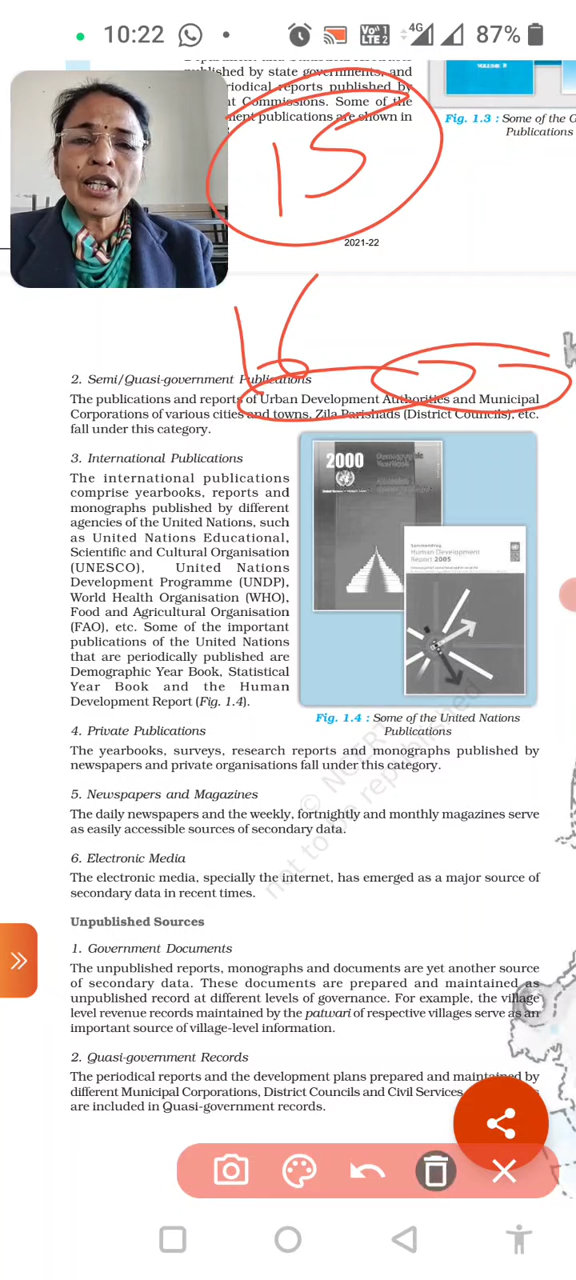 10:22
Vo 1
LTE 2
4G
87%
published by state governments, and
periodical reports published by
Commissions. Some of the
publications are shown in
15
VOLUME
Fig. 1.3 : Some of the
Publications
2021-22
16
2. Semi/Quasi-government Publications
The publications and reports of Urban Development Authorities and Municipal
Corporations of various cities and towns, Zila Parishads (District Councils), etc.
fall under this category.
3. International Publications
The international publications
comprise yearbooks, reports and
monographs published by different
agencies of the United Nations, such
as United Nations Educational,
Scientific and Cultural Organisation
(UNESCO), United Nations
Development Programme (UNDP),
World Health Organisation (WHO),
Food and Agricultural Organisation
(FAO), etc. Some of the important
publications of the United Nations
that are periodically published are
Demographic Year Book, Statistical
Year Book and the Human
Development Report (Fig. 1.4).
2000
Demographic
Yearbook
Human Development
Report 2005
Fig. 1.4 : Some of the United Nations
Publications
4. Private Publications
The yearbooks, surveys, research reports and monographs published by
newspapers and private organisations fall under this category.
5. Newspapers and Magazines
The daily newspapers and the weekly, fortnightly and monthly magazines serve
as easily accessible sources of secondary data.
6. Electronic Media
The electronic media, specially the internet, has emerged as a major source of
secondary data in recent times.
© NCERT
not to be republished
Unpublished Sources
1. Government Documents
The unpublished reports, monographs and documents are yet another source
of secondary data. These documents are prepared and maintained as
unpublished record at different levels of governance. For example, the village
level revenue records maintained by the patwari of respective villages serve as an
important source of village-level information.
2. Quasi-government Records
The periodical reports and the development plans prepared and maintained by
different Municipal Corporations, District Councils and Civil Services
are included in Quasi-government records.